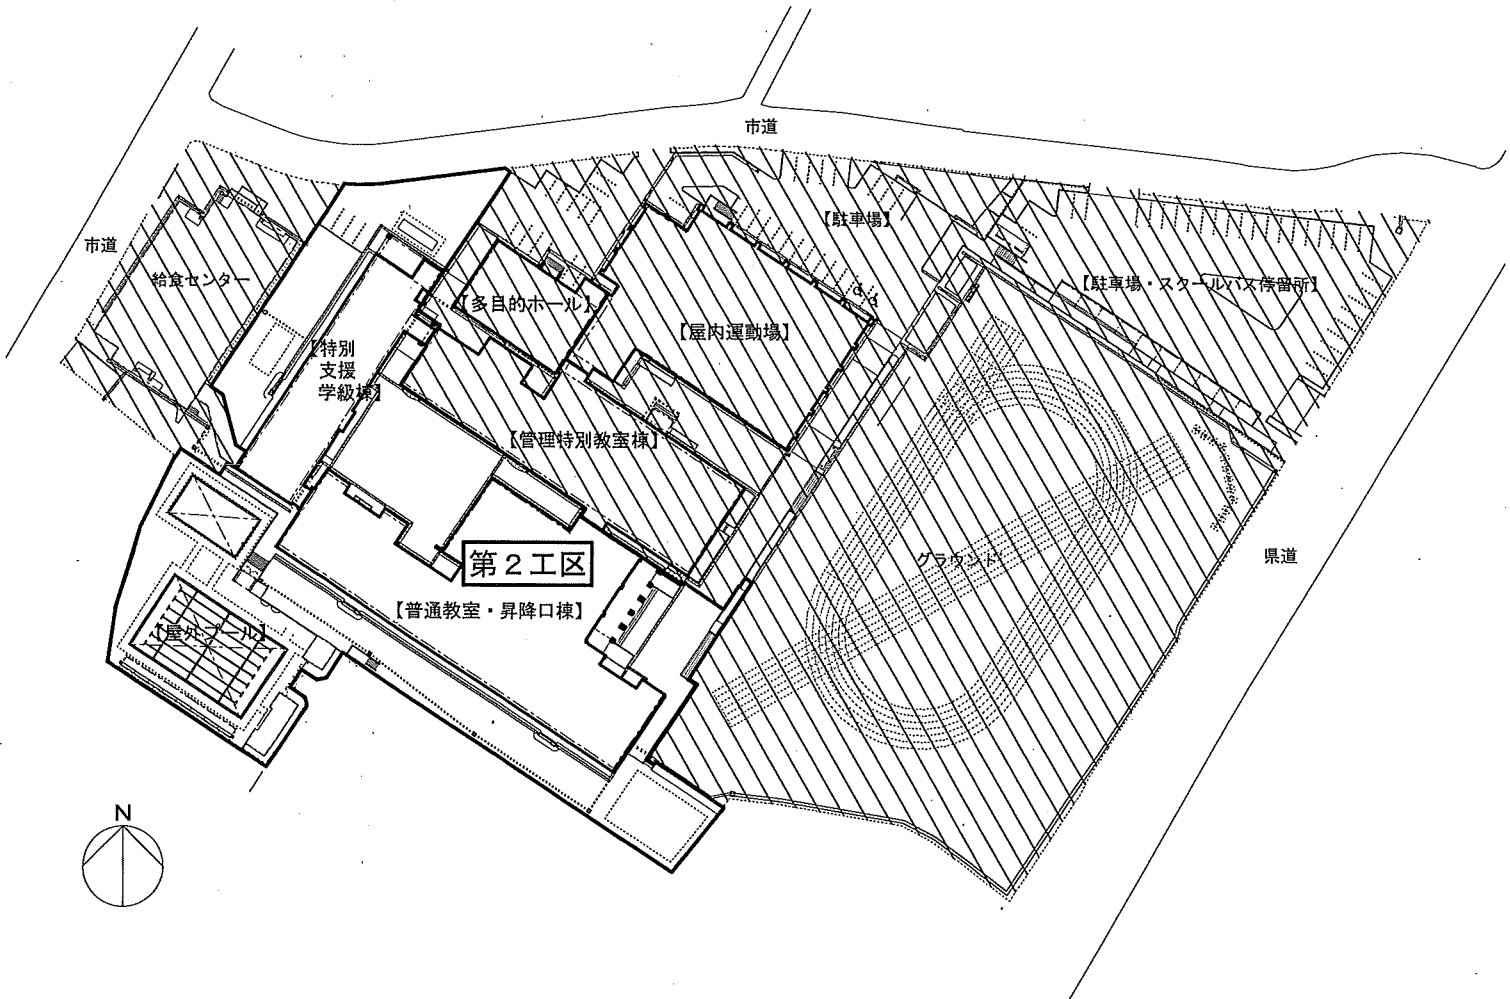 市道
【駐車場】
市道
給食センター
【駐車場・スクールバス停留所】
【多目的ホール】
【屋内運動場】
【特別
支援
学級棟】
【管理特別教室棟】
第2工区
グラウンド
県道
【普通教室・昇降口棟】
【屋外プール】
N